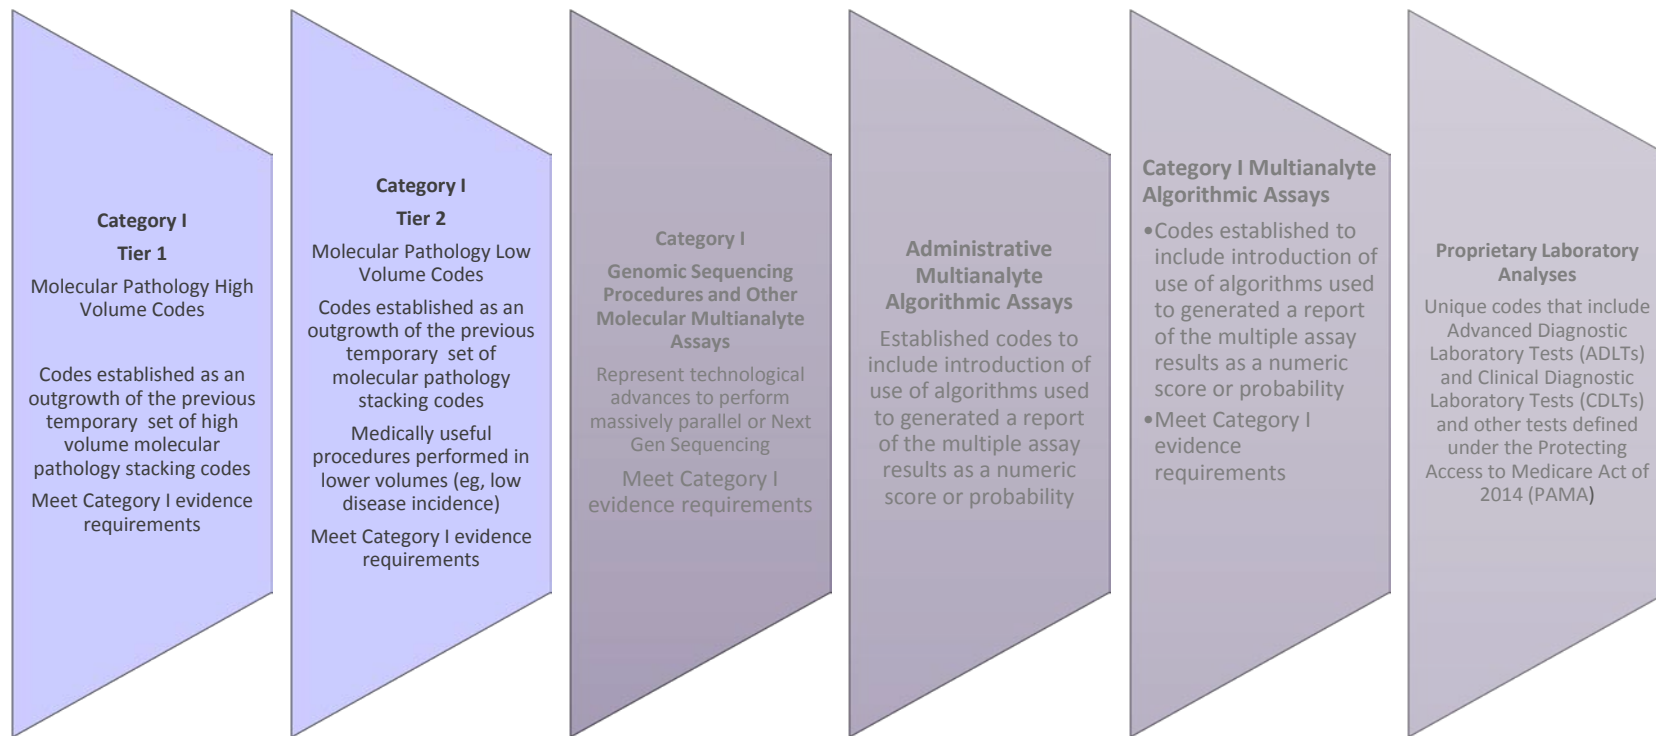 Category I
Tier 1
Molecular Pathology High
Volume Codes
Codes established as an
outgrowth of the previous
temporary set of high
volume molecular
pathology stacking codes
Meet Category I evidence
requirements
Category I
Tier 2
Molecular Pathology Low
Volume Codes
Codes established as an
outgrowth of the previous
temporary set of
molecular pathology
stacking codes
Medically useful
procedures performed in
lower volumes (eg, low
disease incidence)
Meet Category I evidence
requirements
Category I
Genomic Sequencing
Procedures and Other
Molecular Multianalyte
Assays
Represent technological
advances to perform
massively parallel or Next
Gen Sequencing
Meet Category I
evidence requirements
Administrative
Multianalyte
Algorithmic Assays
Established codes to
include introduction of
use of algorithms used
to generated a report
of the multiple assay
results as a numeric
score or probability
Category I Multianalyte
Algorithmic Assays
•Codes established to
include introduction of
use of algorithms used
to generated a report
of the multiple assay
results as a numeric
score or probability
•Meet Category I
evidence
requirements
Proprietary Laboratory
Analyses
Unique codes that include
Advanced Diagnostic
Laboratory Tests (ADLTs)
and Clinical Diagnostic
Laboratory Tests (CDLTs)
and other tests defined
under the Protecting
Access to Medicare Act of
2014 (PAMA)